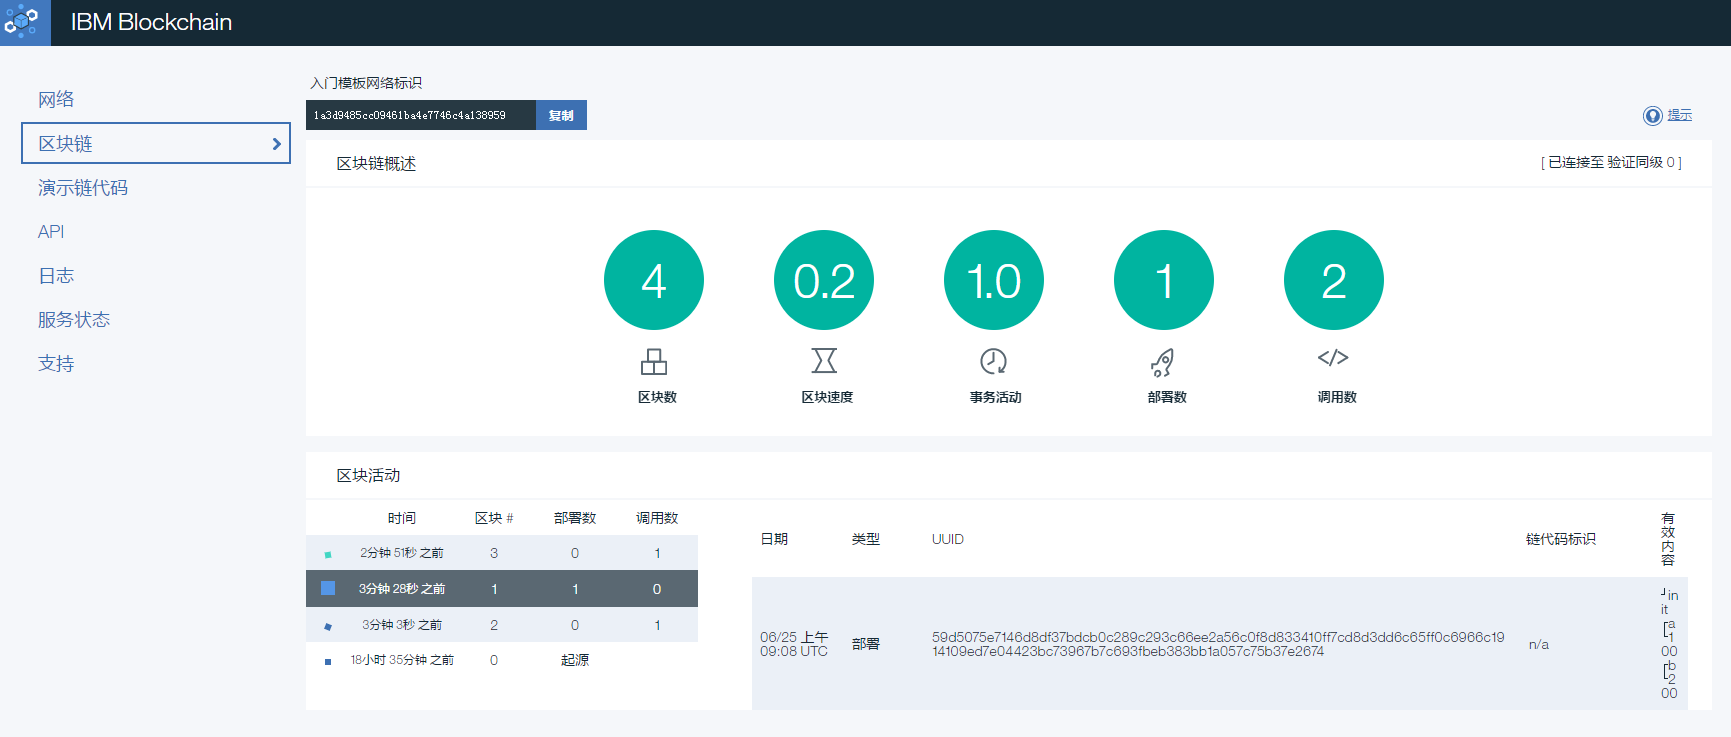 IBM Blockchain
网络
区块链
演示链代码
API
日志
服务状态
支持
入门模板网络标识
1a3d9485cc09461ba4e7746c4a138959 复制
提示
区块链概述 [ 已连接至 验证同级 0 ]
4 0.2 1.0 1 2
区块数 区块速度 事务活动 部署数 调用数
区块活动
时间 区块 # 部署数 调用数
2分钟 51秒 之前 3 0 1
3分钟 28秒 之前 1 1 0
3分钟 3秒 之前 2 0 1
18小时 35分钟 之前 0 起源
日期 类型 UUID 链代码标识 有效内容
06/25 上午
09:08 UTC
部署
59d5075e7146d8df37bdcb0c289c293c66ee2a56c0f8d833410ff7cd8d3dd6c65ff0c6966c19
14109ed7e04423bc73967b7c693fbeb383bb1a057c75b37e2674
n/a
in
it
a
1
00
b
2
00